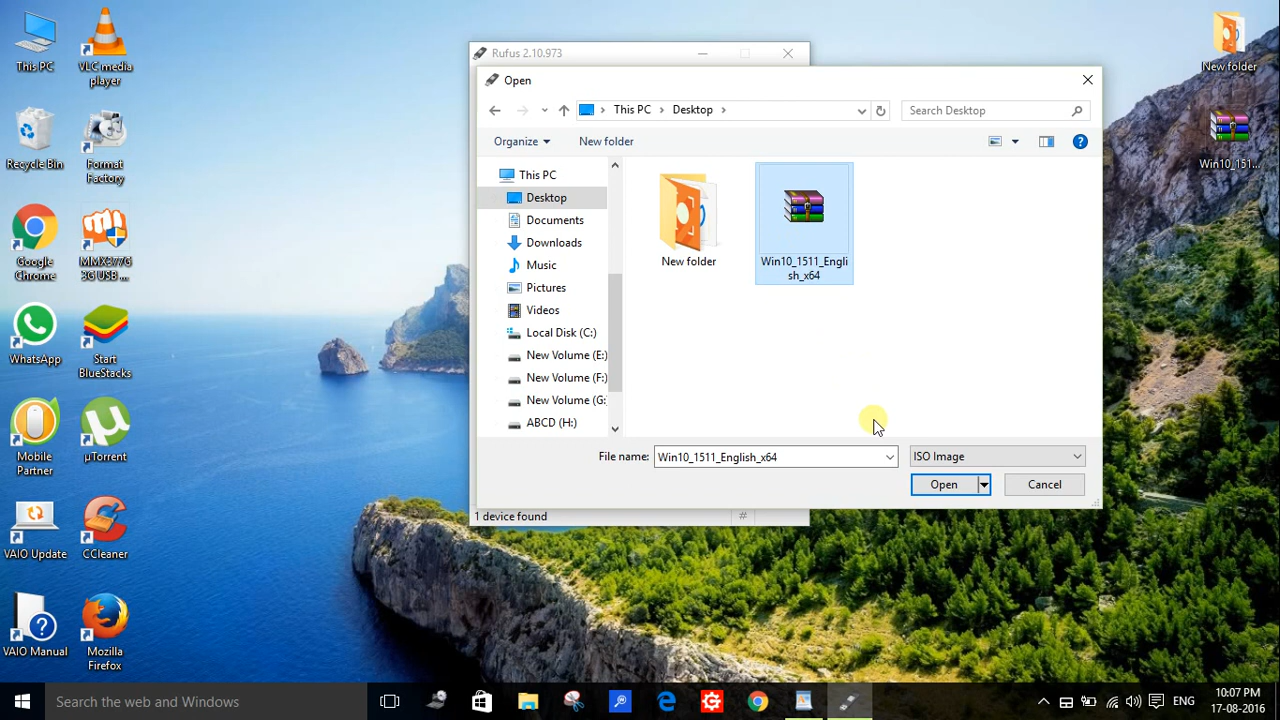 This PC
VLC media
player
Recycle Bin
Format
Factory
Google
Chrome
MMX377G
3G USB ...
WhatsApp
Start
BlueStacks
Mobile
Partner
µTorrent
VAIO Update
CCleaner
VAIO Manual
Mozilla
Firefox
New folder
Win10_151...
Rufus 2.10.973
Open
This PC
Desktop
Search Desktop
Organize
New folder
This PC
Desktop
Documents
Downloads
Music
Pictures
Videos
Local Disk (C:)
New Volume (E:)
New Volume (F:)
New Volume (G:
ABCD (H:)
New folder
Win10_1511_Engli
sh_x64
File name:
Win10_1511_English_x64
ISO Image
Open
Cancel
1 device found
#
Search the web and Windows
ENG
10:07 PM
17-08-2016